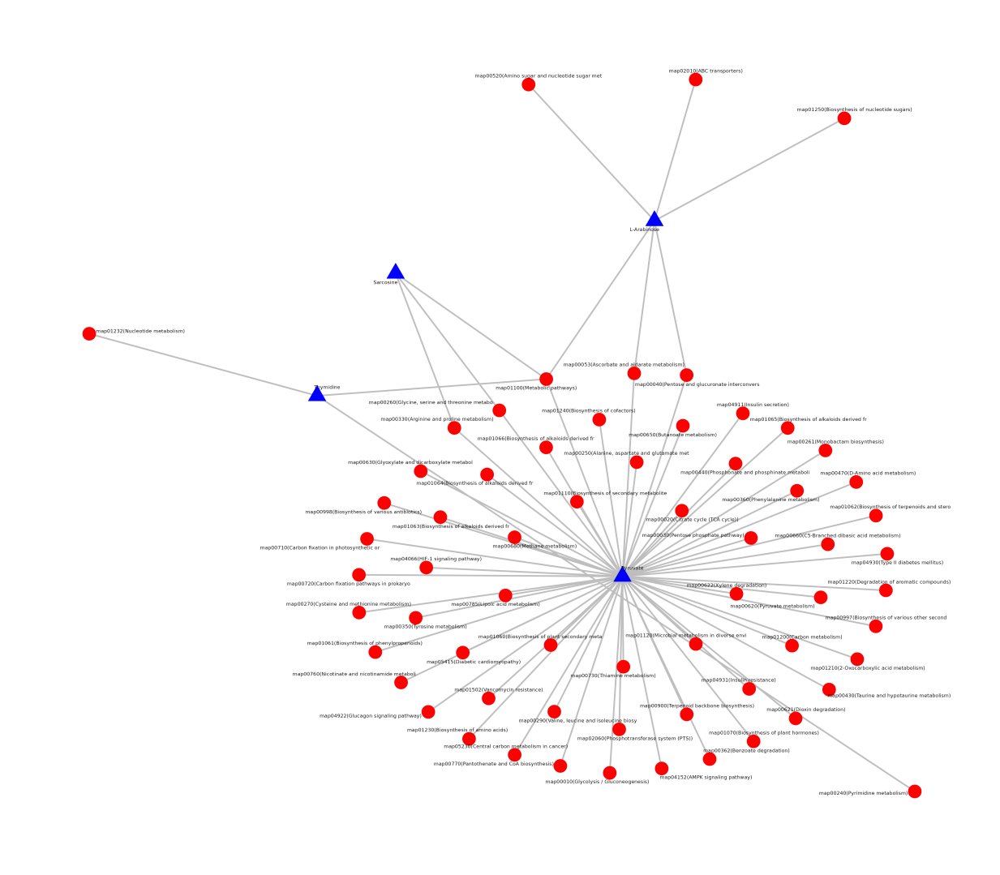 map02010(ABC transporters)
map00520(Amino sugar and nucleotide sugar met
map01250(Biosynthesis of nucleotide sugars)
L-Arabinose
Sarcosine
map01232(Nucleotide metabolism)
map00053(Ascorbate and aldarate metabolism)
map00040(Pentose and glucuronate interconvers
Thymidine
map01100(Metabolic pathways)
map00260(Glycine, serine and threonine metabo
map04911(Insulin secretion)
map01240(Biosynthesis of cofactors)
map00330(Arginine and proline metabolism)
map01065(Biosynthesis of alkaloids derived fr
map00650(Butanoate metabolism)
map01066(Biosynthesis of alkaloids derived fr
map00261(Monobactam biosynthesis)
map00250(Alanine, aspartate and glutamate met
map00630(Glyoxylate and dicarboxylate metabol
map00440(Phosphonate and phosphinate metaboli
map00470(D-Amino acid metabolism)
map01064(Biosynthesis of alkaloids derived fr
map01110(Biosynthesis of secondary metabolite
map00360(Phenylalanine metabolism)
map01062(Biosynthesis of terpenoids and stero
map00998(Biosynthesis of various antibiotics)
map00020(Citrate cycle (TCA cycle))
map01063(Biosynthesis of alkaloids derived fr
map00030(Pentose phosphate pathway)
map00660(C5-Branched dibasic acid metabolism)
map00680(Methane metabolism)
map00710(Carbon fixation in photosynthetic or
map04066(HIF-1 signaling pathway)
map04930(Type II diabetes mellitus)
Pyruvate
map00720(Carbon fixation pathways in prokaryo
map01220(Degradation of aromatic compounds)
map00622(Xylene degradation)
map00270(Cysteine and methionine metabolism)
map00785(Lipoic acid metabolism)
map00620(Pyruvate metabolism)
map00997(Biosynthesis of various other second
map00350(Tyrosine metabolism)
map01060(Biosynthesis of plant secondary meta
map01120(Microbial metabolism in diverse envi
map01200(Carbon metabolism)
map01061(Biosynthesis of phenylpropanoids)
map05415(Diabetic cardiomyopathy)
map01210(2-Oxocarboxylic acid metabolism)
map00760(Nicotinate and nicotinamide metaboli
map00730(Thiamine metabolism)
map04931(Insulin resistance)
map01502(Vancomycin resistance)
map00430(Taurine and hypotaurine metabolism)
map00900(Terpenoid backbone biosynthesis)
map00621(Dioxin degradation)
map04922(Glucagon signaling pathway)
map00290(Valine, leucine and isoleucine biosy
map01230(Biosynthesis of amino acids)
map01070(Biosynthesis of plant hormones)
map02060(Phosphotransferase system (PTS))
map05230(Central carbon metabolism in cancer)
map00362(Benzoate degradation)
map00770(Pantothenate and CoA biosynthesis)
map04152(AMPK signaling pathway)
map00010(Glycolysis / Gluconeogenesis)
map00240(Pyrimidine metabolism)